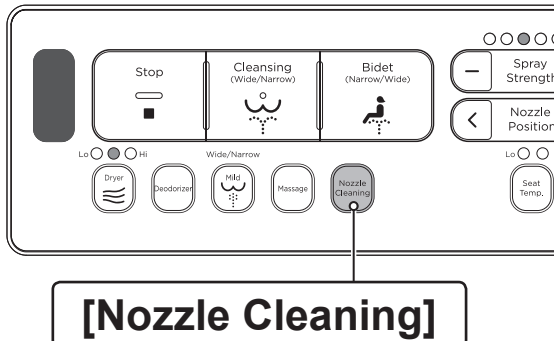 Stop
Cleansing
(Wide/Narrow)
Bidet
(Narrow/Wide)
Spray
Strength
Nozzle
Position
Lo
Hi
Wide/Narrow
Lo
Dryer
Deodorizer
Mild
Massage
Nozzle
Cleaning
Seat
Temp.
[Nozzle Cleaning]